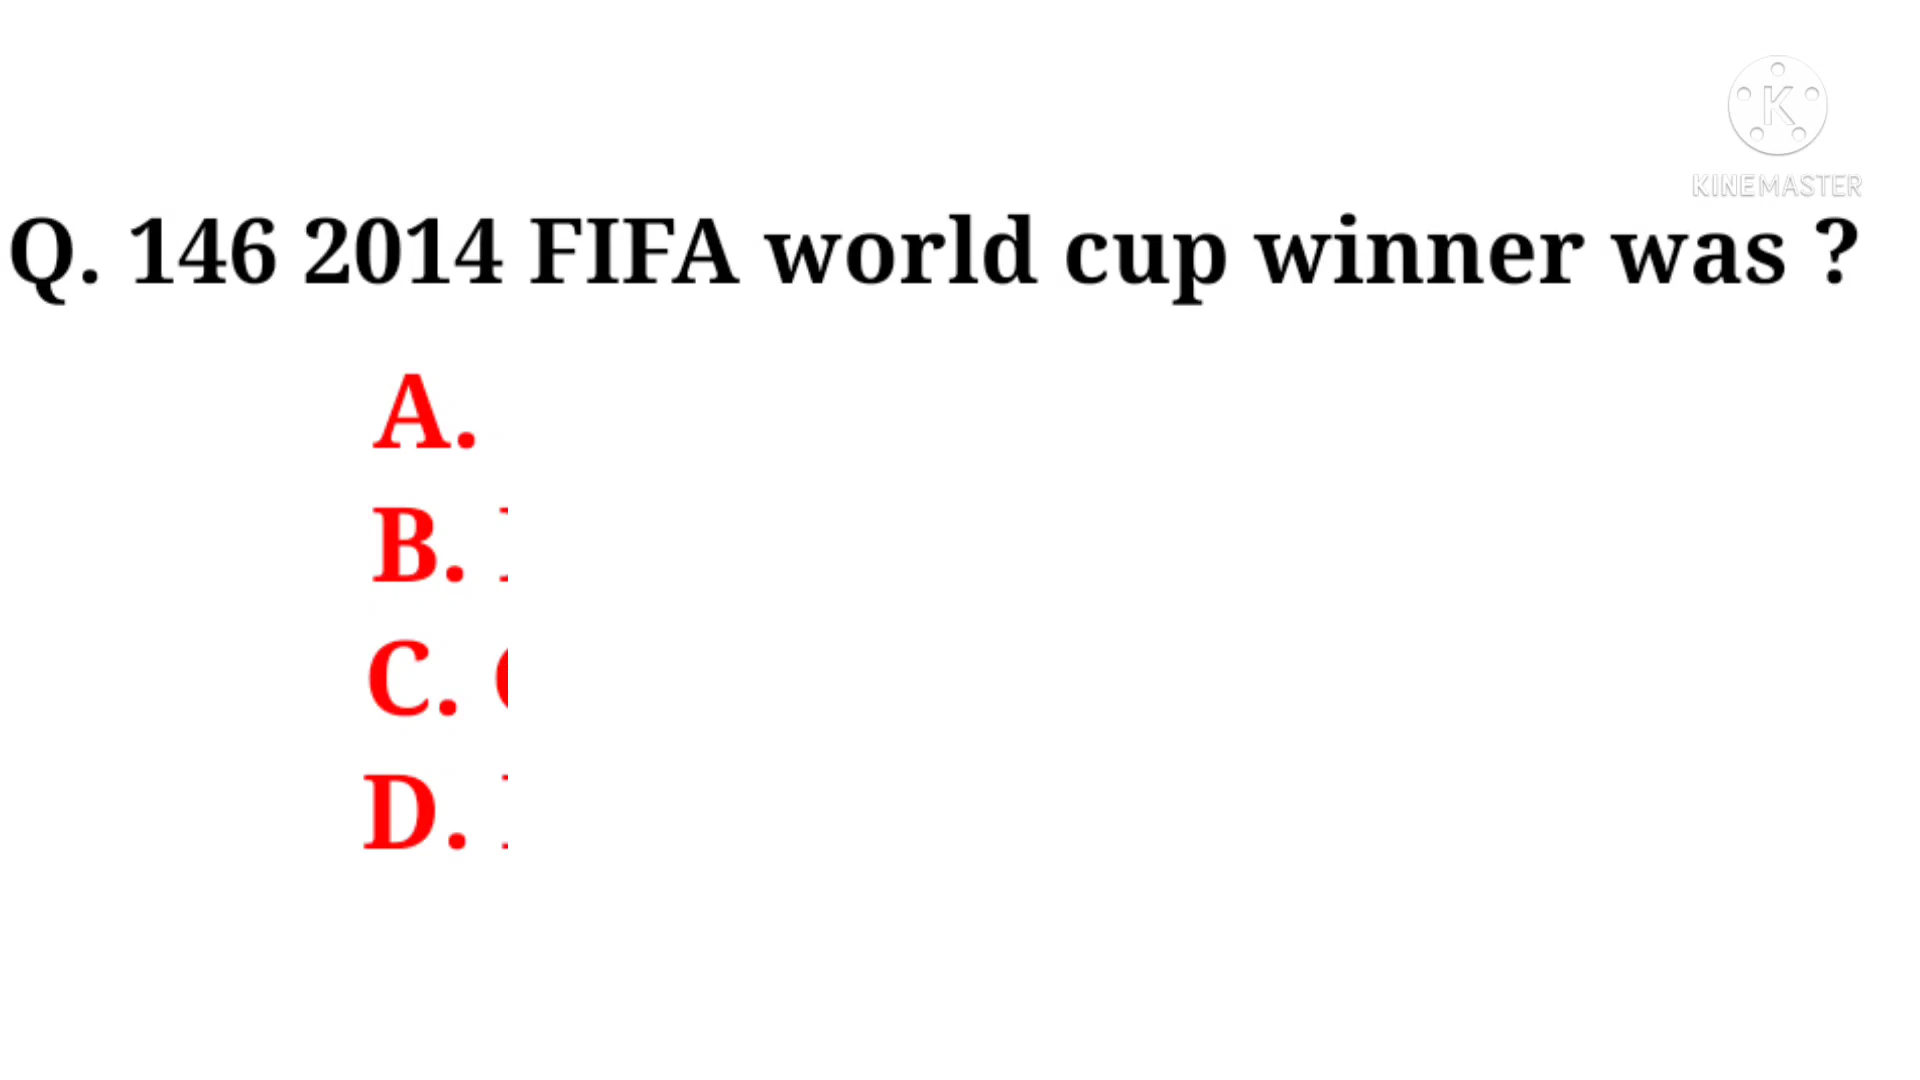 KINEMASTER
Q. 146 2014 FIFA world cup winner was ?
A.
B.
C.
D.